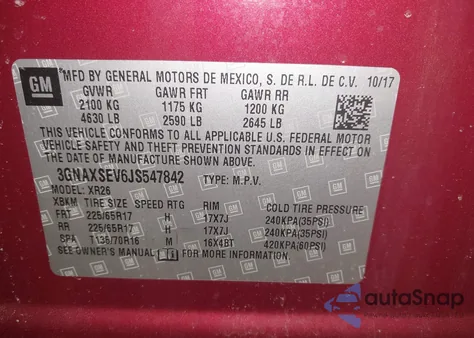 GM
MFD BY GENERAL MOTORS DE MEXICO, S. DE R.L. DE C.V. 10/17
GVWR GAWR FRT GAWR RR
2100 KG 1175 KG 1200 KG
4630 LB 2590 LB 2645 LB
THIS VEHICLE CONFORMS TO ALL APPLICABLE U.S. FEDERAL MOTOR
VEHICLE SAFETY AND THEFT PREVENTION STANDARDS IN EFFECT ON THE
DATE OF MANUFACTURE SHOWN ABOVE.
3GNAXSEV6JS547842 TYPE: M.P.V.
MODEL: XR26
XBKM TIRE SIZE SPEED RTG RIM COLD TIRE PRESSURE
FRT 225/65R17 H 17X7J 240KPA(35PSI)
RR 225/65R17 H 17X7J 240KPA(35PSI)
SPA T135/70R16 M 16X4BT 420KPA(60PSI)
SEE OWNER'S MANUAL
autoSnap